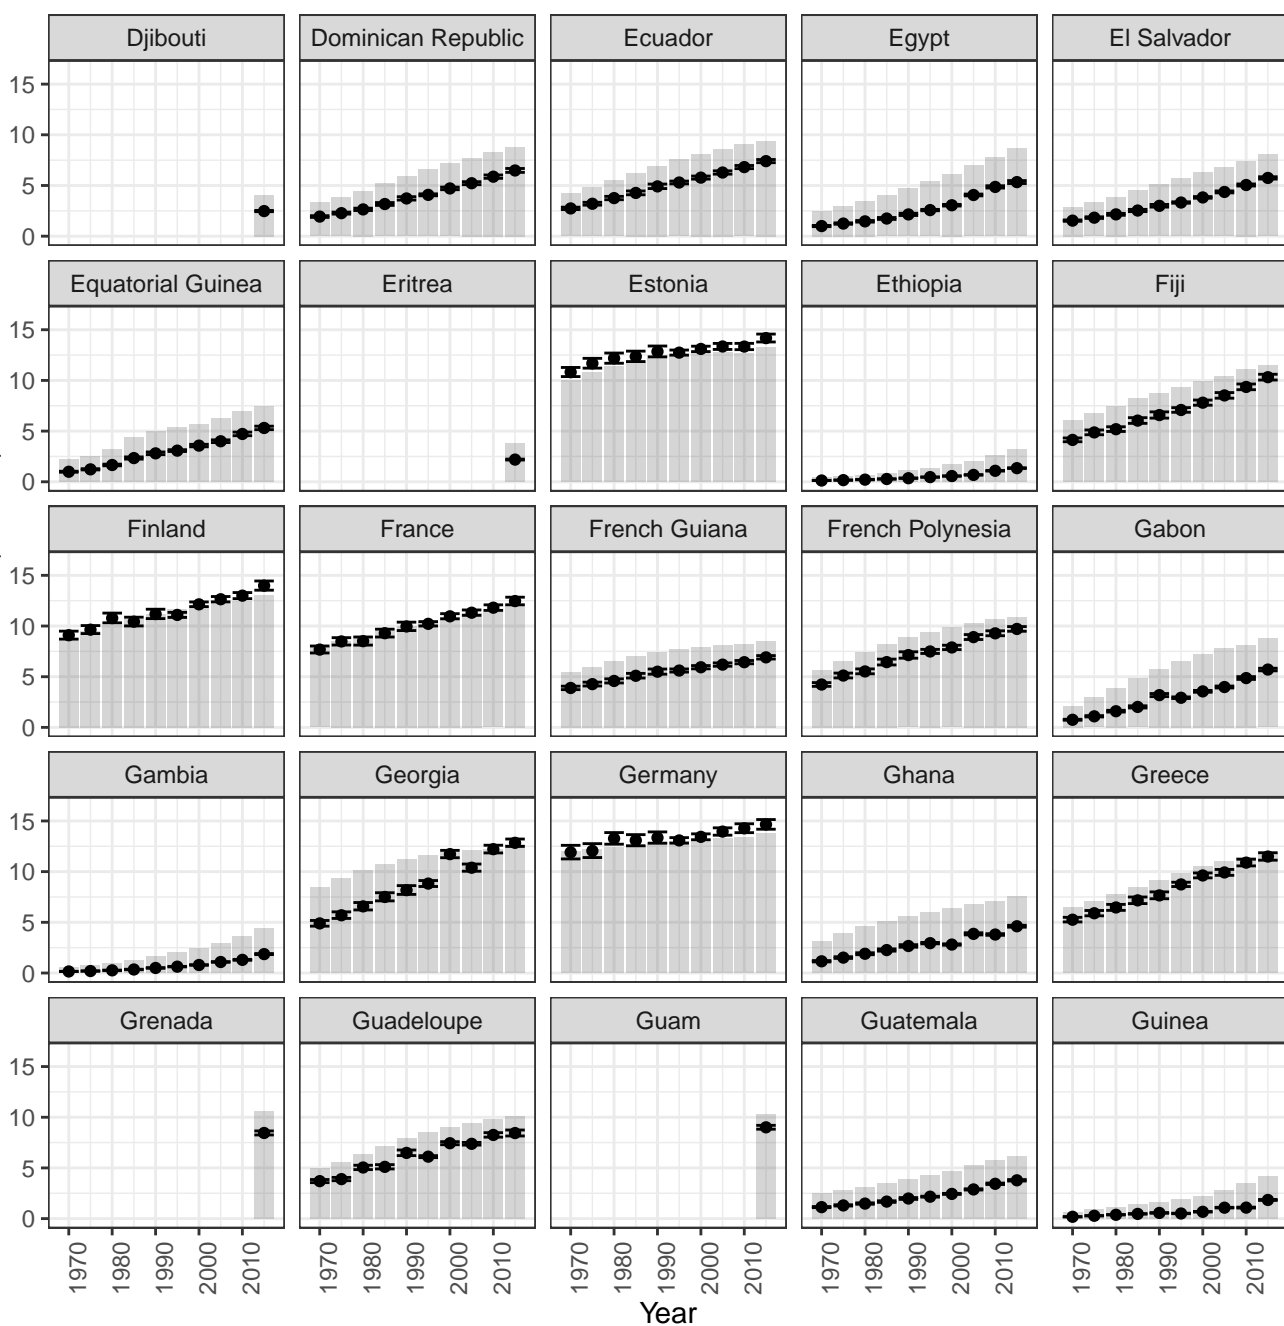 Djibouti Dominican Republic Ecuador Egypt El Salvador
15
10
5
0
Equatorial Guinea Eritrea Estonia Ethiopia Fiji
15
10
5
0
Finland France French Guiana French Polynesia Gabon
15
10
5
0
Gambia Georgia Germany Ghana Greece
15
10
5
0
Grenada Guadeloupe Guam Guatemala Guinea
15
10
5
0
1970 1980 1990 2000 2010 1970 1980 1990 2000 2010 1970 1980 1990 2000 2010 1970 1980 1990 2000 2010 1970 1980 1990 2000 2010
Year